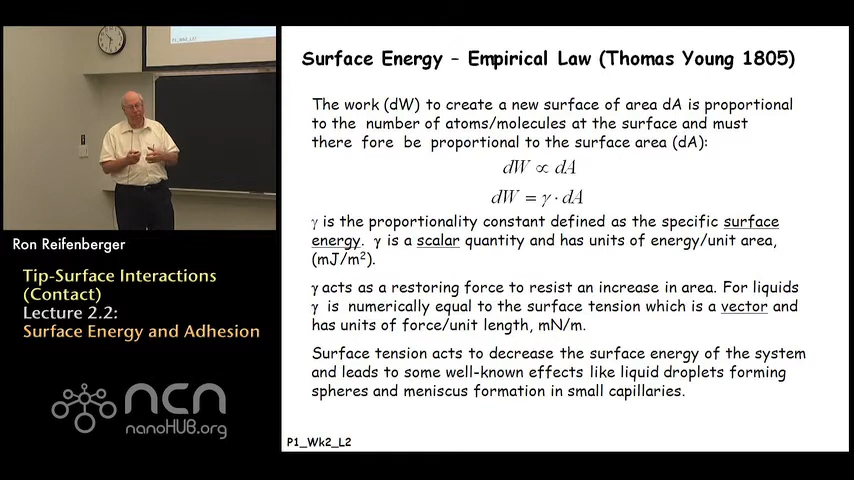 Surface Energy – Empirical Law (Thomas Young 1805)
The work (dW) to create a new surface of area dA is proportional
to the number of atoms/molecules at the surface and must
there fore be proportional to the surface area (dA):
dW ∝ dA
dW = γ · dA
γ is the proportionality constant defined as the specific surface
energy. γ is a scalar quantity and has units of energy/unit area,
(mJ/m²).
γ acts as a restoring force to resist an increase in area. For liquids
γ is numerically equal to the surface tension which is a vector and
has units of force/unit length, mN/m.
Surface tension acts to decrease the surface energy of the system
and leads to some well-known effects like liquid droplets forming
spheres and meniscus formation in small capillaries.
P1_Wk2_L2
Ron Reifenberger
Tip-Surface Interactions
(Contact)
Lecture 2.2:
Surface Energy and Adhesion
ncn
nanoHUB.org